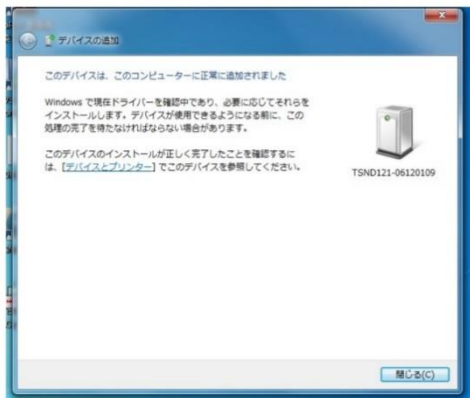 デバイスの追加
このデバイスは、このコンピューターに正常に追加されました
Windows で現在ドライバーを確認中であり、必要に応じてそれらを
インストールします。デバイスが使用できるようになる前に、この
処理の完了を待たなければならない場合があります。
このデバイスのインストールが正しく完了したことを確認するに
は、[デバイスとプリンター] でこのデバイスを参照してください。
TSND121-06120109
閉じる(C)